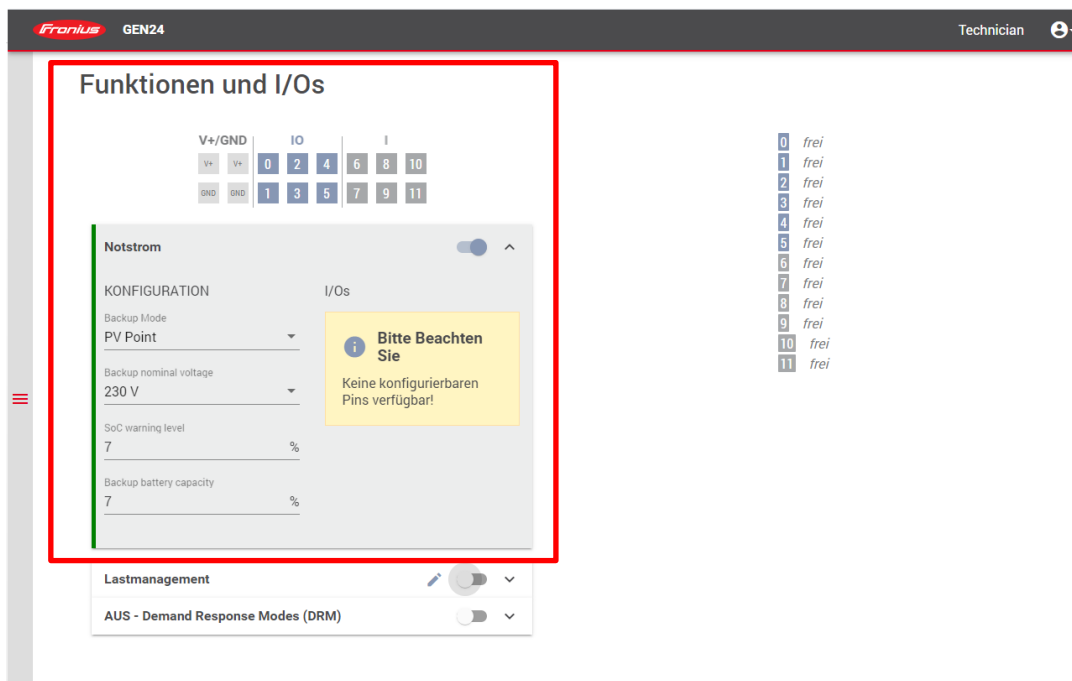 Fronius GEN24 Technician
Funktionen und I/Os
V+/GND IO I
V+ V+ 0 2 4 6 8 10
GND GND 1 3 5 7 9 11
Notstrom
KONFIGURATION
Backup Mode
PV Point
Backup nominal voltage
230 V
SoC warning level
7 %
Backup battery capacity
7 %
I/Os
Bitte Beachten
Sie
Keine konfigurierbaren
Pins verfügbar!
Lastmanagement
AUS - Demand Response Modes (DRM)
0 frei
1 frei
2 frei
3 frei
4 frei
5 frei
6 frei
7 frei
8 frei
9 frei
10 frei
11 frei